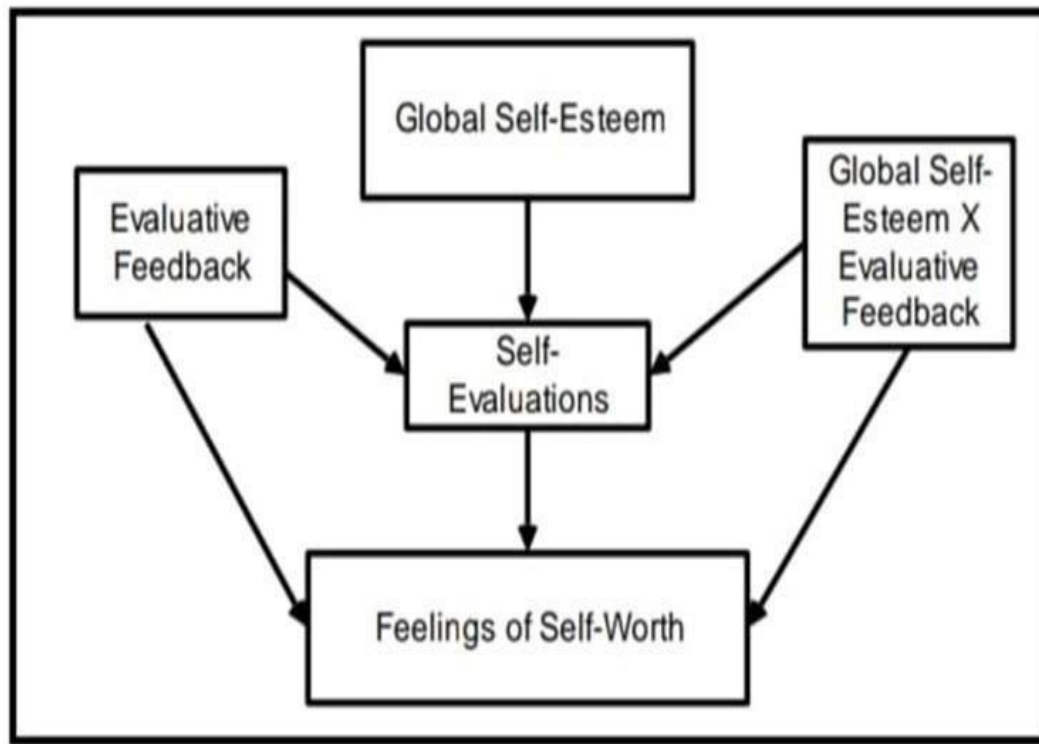 Global Self-Esteem
Evaluative
Feedback
Global Self-
Esteem X
Evaluative
Feedback
Self-
Evaluations
Feelings of Self-Worth